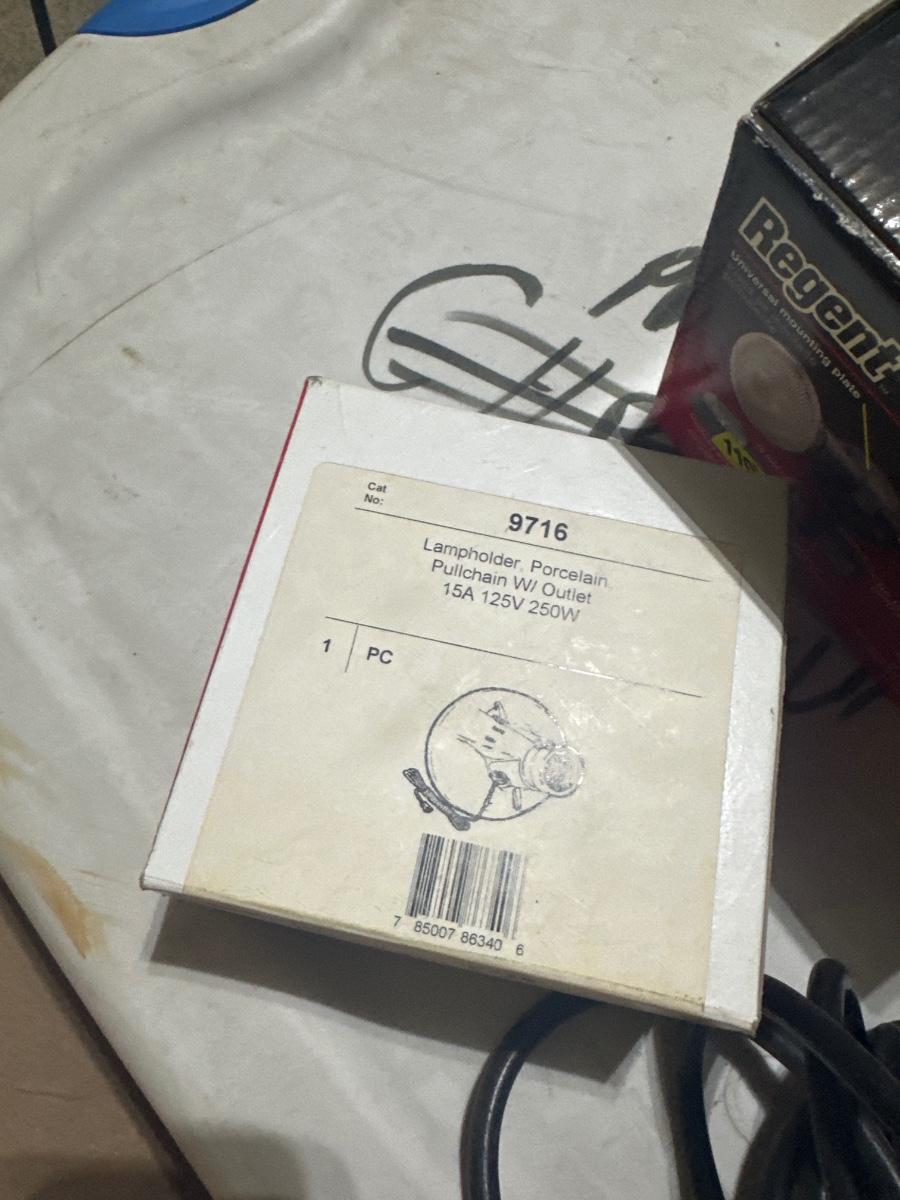 Regent
Universal mounting plate
110
Cat
No:
9716
Lampholder, Porcelain,
Pullchain W/ Outlet
15A 125V 250W
1 PC
7 85007 86340 6